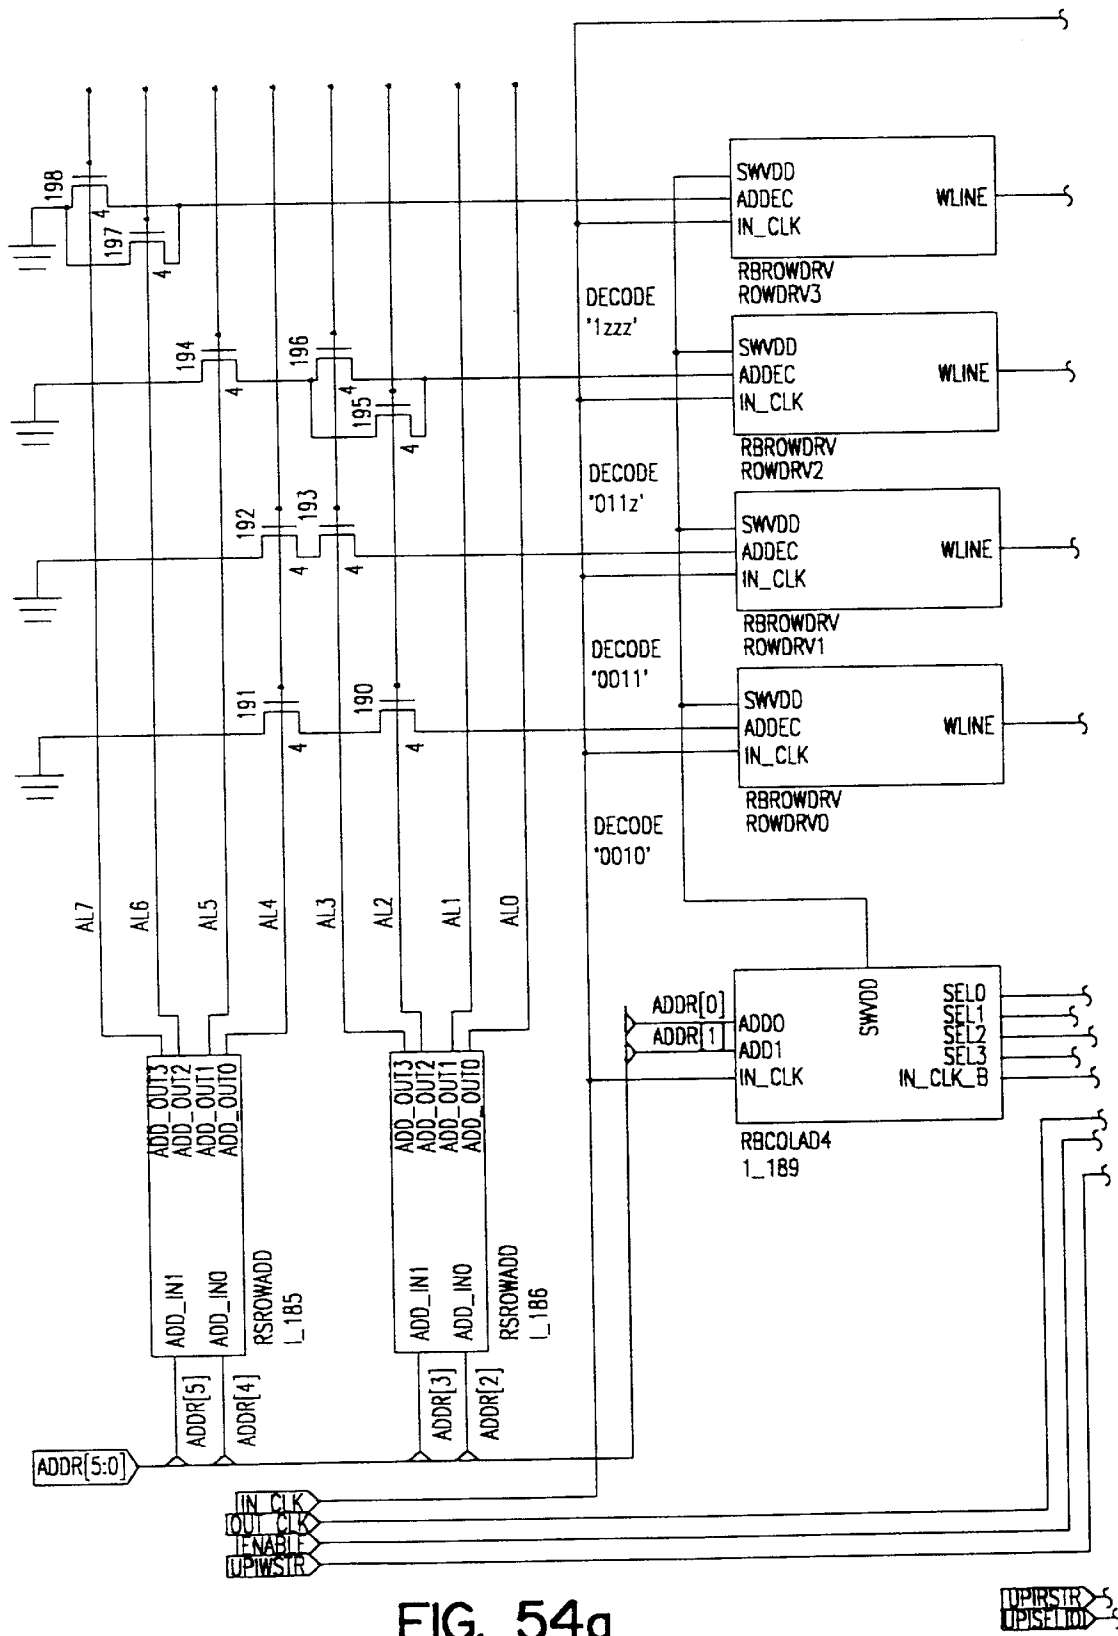 198
4
197
4
SWVDD
ADDEC
IN_CLK
WLINE
RBROWDRV
ROWDRV3
DECODE
'1zzz'
194
4
196
4
195
4
SWVDD
ADDEC
IN_CLK
WLINE
RBROWDRV
ROWDRV2
DECODE
'011z'
192
4
193
4
SWVDD
ADDEC
IN_CLK
WLINE
RBROWDRV
ROWDRV1
DECODE
'0011'
191
4
190
4
SWVDD
ADDEC
IN_CLK
WLINE
RBROWDRV
ROWDRV0
DECODE
'0010'
AL7
AL6
AL5
AL4
AL3
AL2
AL1
AL0
ADDR[0]
ADDR[1]
ADD0
ADD1
IN_CLK
SWVDD
SEL0
SEL1
SEL2
SEL3
IN_CLK_B
RBCOLAD4
1_189
ADD_OUT3
ADD_OUT2
ADD_OUT1
ADD_OUT0
ADD_IN1
ADD_IN0
RSROWADD
I_185
ADD_OUT3
ADD_OUT2
ADD_OUT1
ADD_OUT0
ADD_IN1
ADD_IN0
RSROWADD
I_186
ADDR[5]
ADDR[4]
ADDR[3]
ADDR[2]
ADDR[5:0]
IN_CLK
OUT_CLK
IENABLE
UPIWSTR
UPIRSTR
FIG. 54a